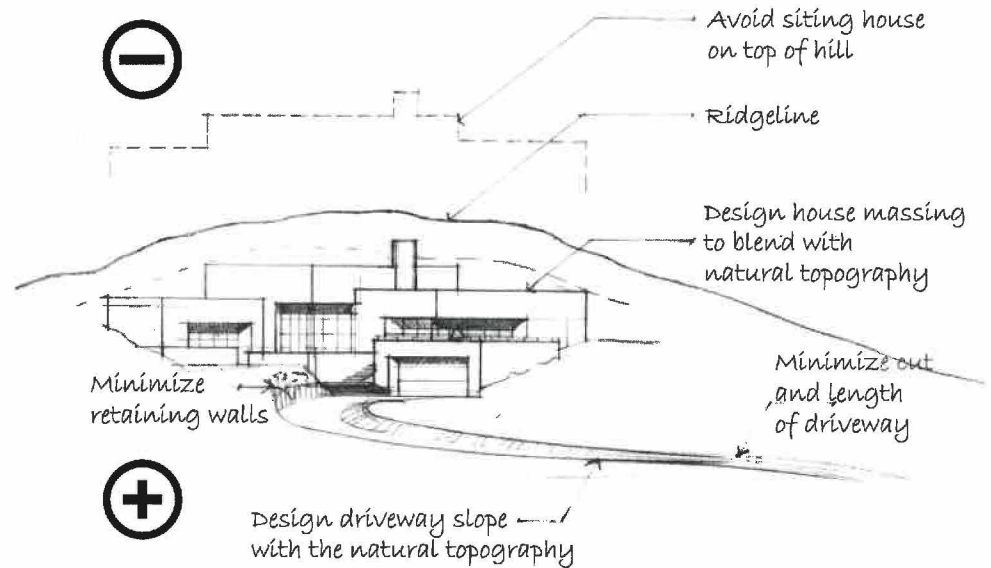 Avoid siting house
on top of hill
Ridgeline
Design house massing
to blend with
natural topography
Minimize cut
and length
of driveway
Minimize
retaining walls
Design driveway slope
with the natural topography